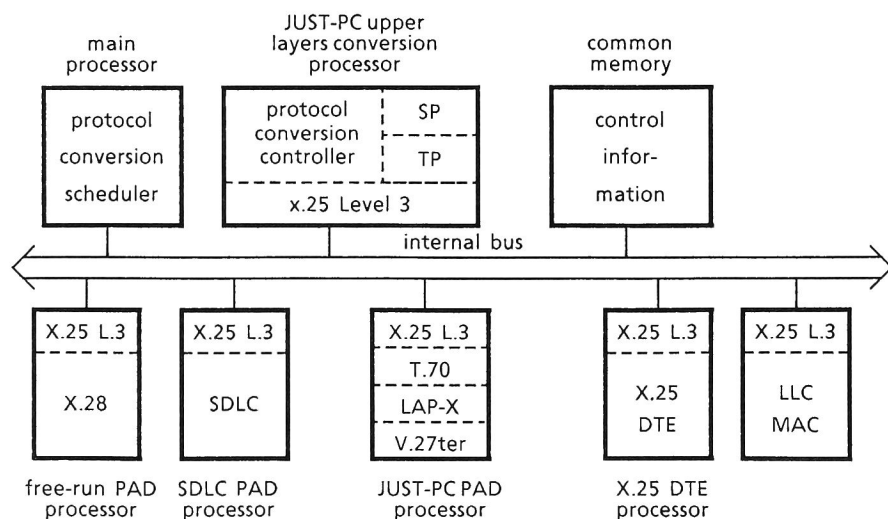 main
processor
JUST-PC upper
layers conversion
processor
common
memory
protocol
conversion
scheduler
protocol
conversion
controller
SP
TP
x.25 Level 3
control
infor-
mation
internal bus
X.25 L.3
X.28
X.25 L.3
SDLC
X.25 L.3
T.70
LAP-X
V.27ter
X.25 L.3
X.25
DTE
X.25 L.3
LLC
MAC
free-run PAD
processor
SDLC PAD
processor
JUST-PC PAD
processor
X.25 DTE
processor